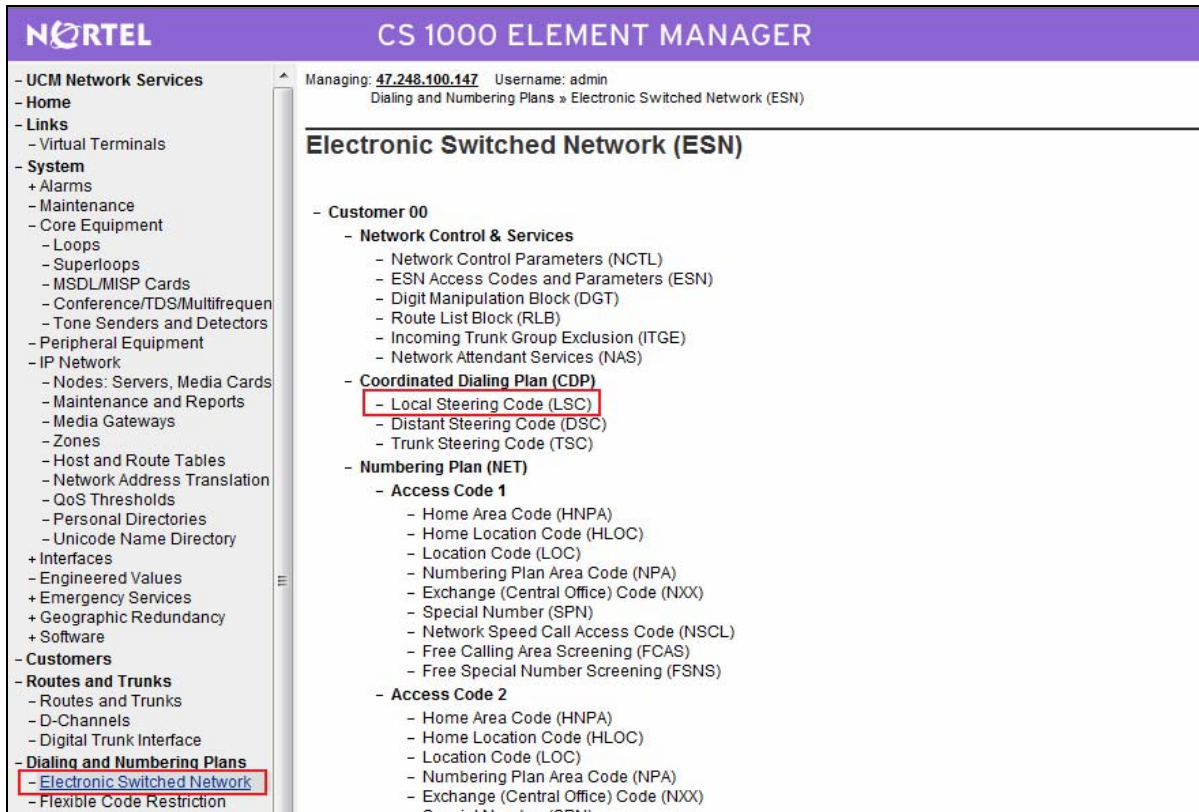 NORTEL
CS 1000 ELEMENT MANAGER
– UCM Network Services
– Home
– Links
– Virtual Terminals
– System
+ Alarms
– Maintenance
– Core Equipment
– Loops
– Superloops
– MSDL/MISP Cards
– Conference/TDS/Multifrequen
– Tone Senders and Detectors
– Peripheral Equipment
– IP Network
– Nodes: Servers, Media Cards
– Maintenance and Reports
– Media Gateways
– Zones
– Host and Route Tables
– Network Address Translation
– QoS Thresholds
– Personal Directories
– Unicode Name Directory
+ Interfaces
– Engineered Values
+ Emergency Services
+ Geographic Redundancy
+ Software
– Customers
– Routes and Trunks
– Routes and Trunks
– D-Channels
– Digital Trunk Interface
– Dialing and Numbering Plans
– Electronic Switched Network
– Flexible Code Restriction
Managing: 47.248.100.147 Username: admin
Dialing and Numbering Plans » Electronic Switched Network (ESN)
Electronic Switched Network (ESN)
– Customer 00
– Network Control & Services
– Network Control Parameters (NCTL)
– ESN Access Codes and Parameters (ESN)
– Digit Manipulation Block (DGT)
– Route List Block (RLB)
– Incoming Trunk Group Exclusion (ITGE)
– Network Attendant Services (NAS)
– Coordinated Dialing Plan (CDP)
– Local Steering Code (LSC)
– Distant Steering Code (DSC)
– Trunk Steering Code (TSC)
– Numbering Plan (NET)
– Access Code 1
– Home Area Code (HNPA)
– Home Location Code (HLOC)
– Location Code (LOC)
– Numbering Plan Area Code (NPA)
– Exchange (Central Office) Code (NXX)
– Special Number (SPN)
– Network Speed Call Access Code (NSCL)
– Free Calling Area Screening (FCAS)
– Free Special Number Screening (FSNS)
– Access Code 2
– Home Area Code (HNPA)
– Home Location Code (HLOC)
– Location Code (LOC)
– Numbering Plan Area Code (NPA)
– Exchange (Central Office) Code (NXX)